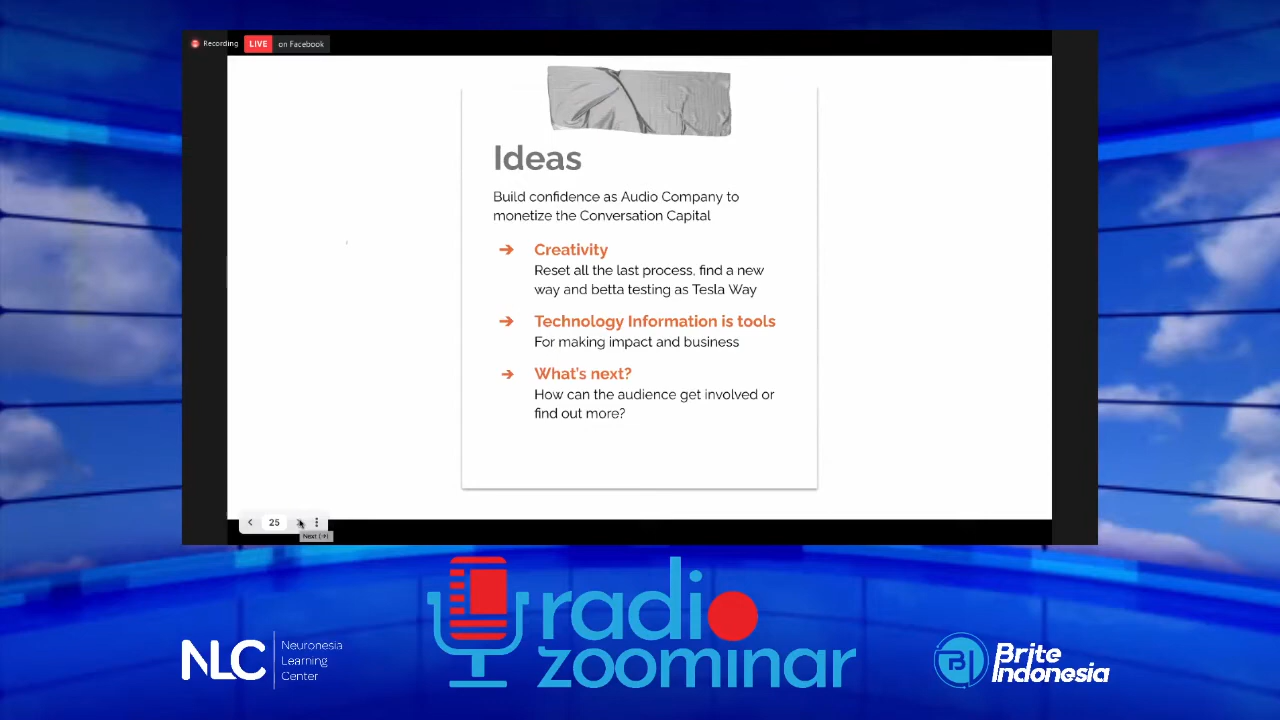 Recording LIVE on Facebook
Ideas
Build confidence as Audio Company to
monetize the Conversation Capital
➔ Creativity
Reset all the last process, find a new
way and betta testing as Tesla Way
➔ Technology Information is tools
For making impact and business
➔ What's next?
How can the audience get involved or
find out more?
25
Next (→)
radio
zoominar
NLC
Neuronesia
Learning
Center
BI
Brite
Indonesia